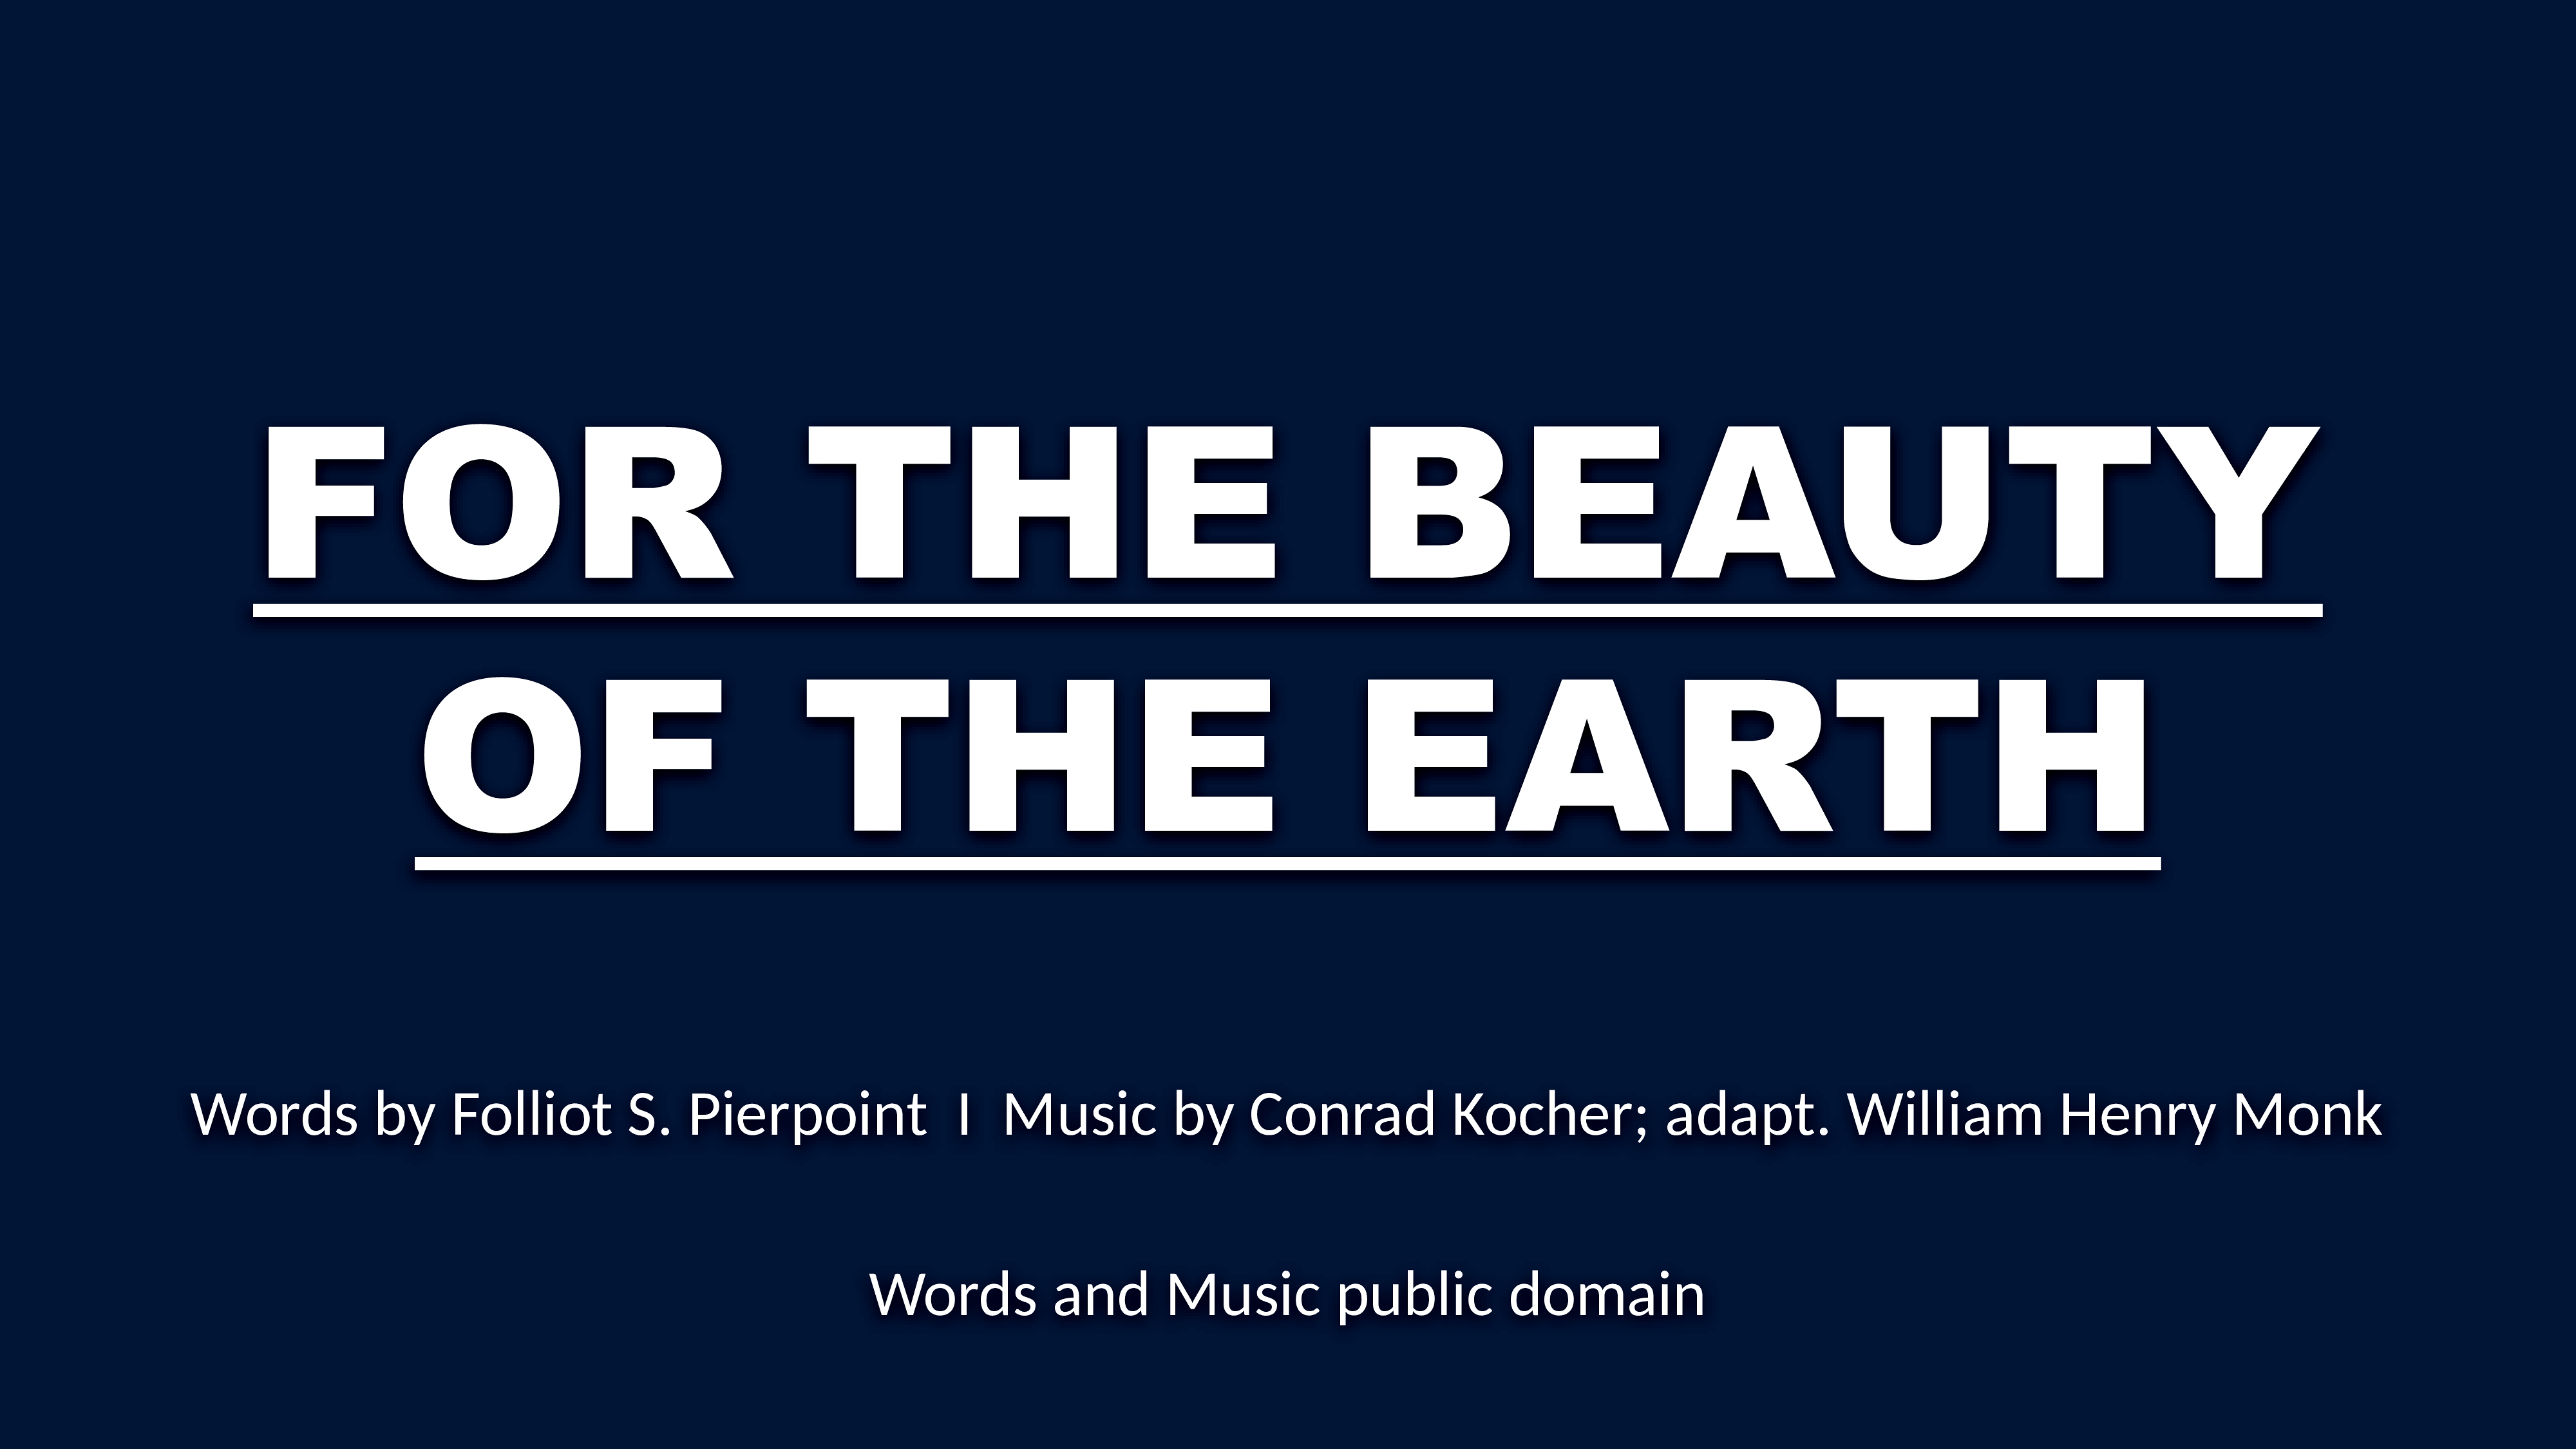 FOR THE BEAUTY
OF THE EARTH
Words by Folliot S. Pierpoint I Music by Conrad Kocher; adapt. William Henry Monk
Words and Music public domain